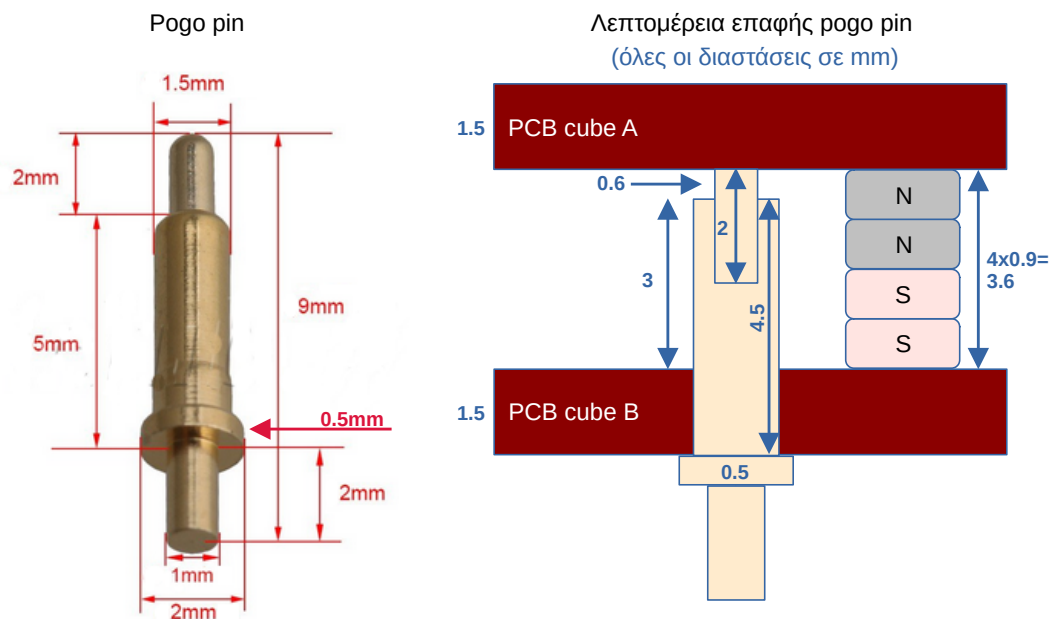 Pogo pin
1.5mm
2mm
5mm
9mm
0.5mm
2mm
1mm
2mm
Λεπτομέρεια επαφής pogo pin
(όλες οι διαστάσεις σε mm)
1.5
PCB cube A
0.6
2
3
4.5
N
N
S
S
4x0.9=
3.6
1.5
PCB cube B
0.5